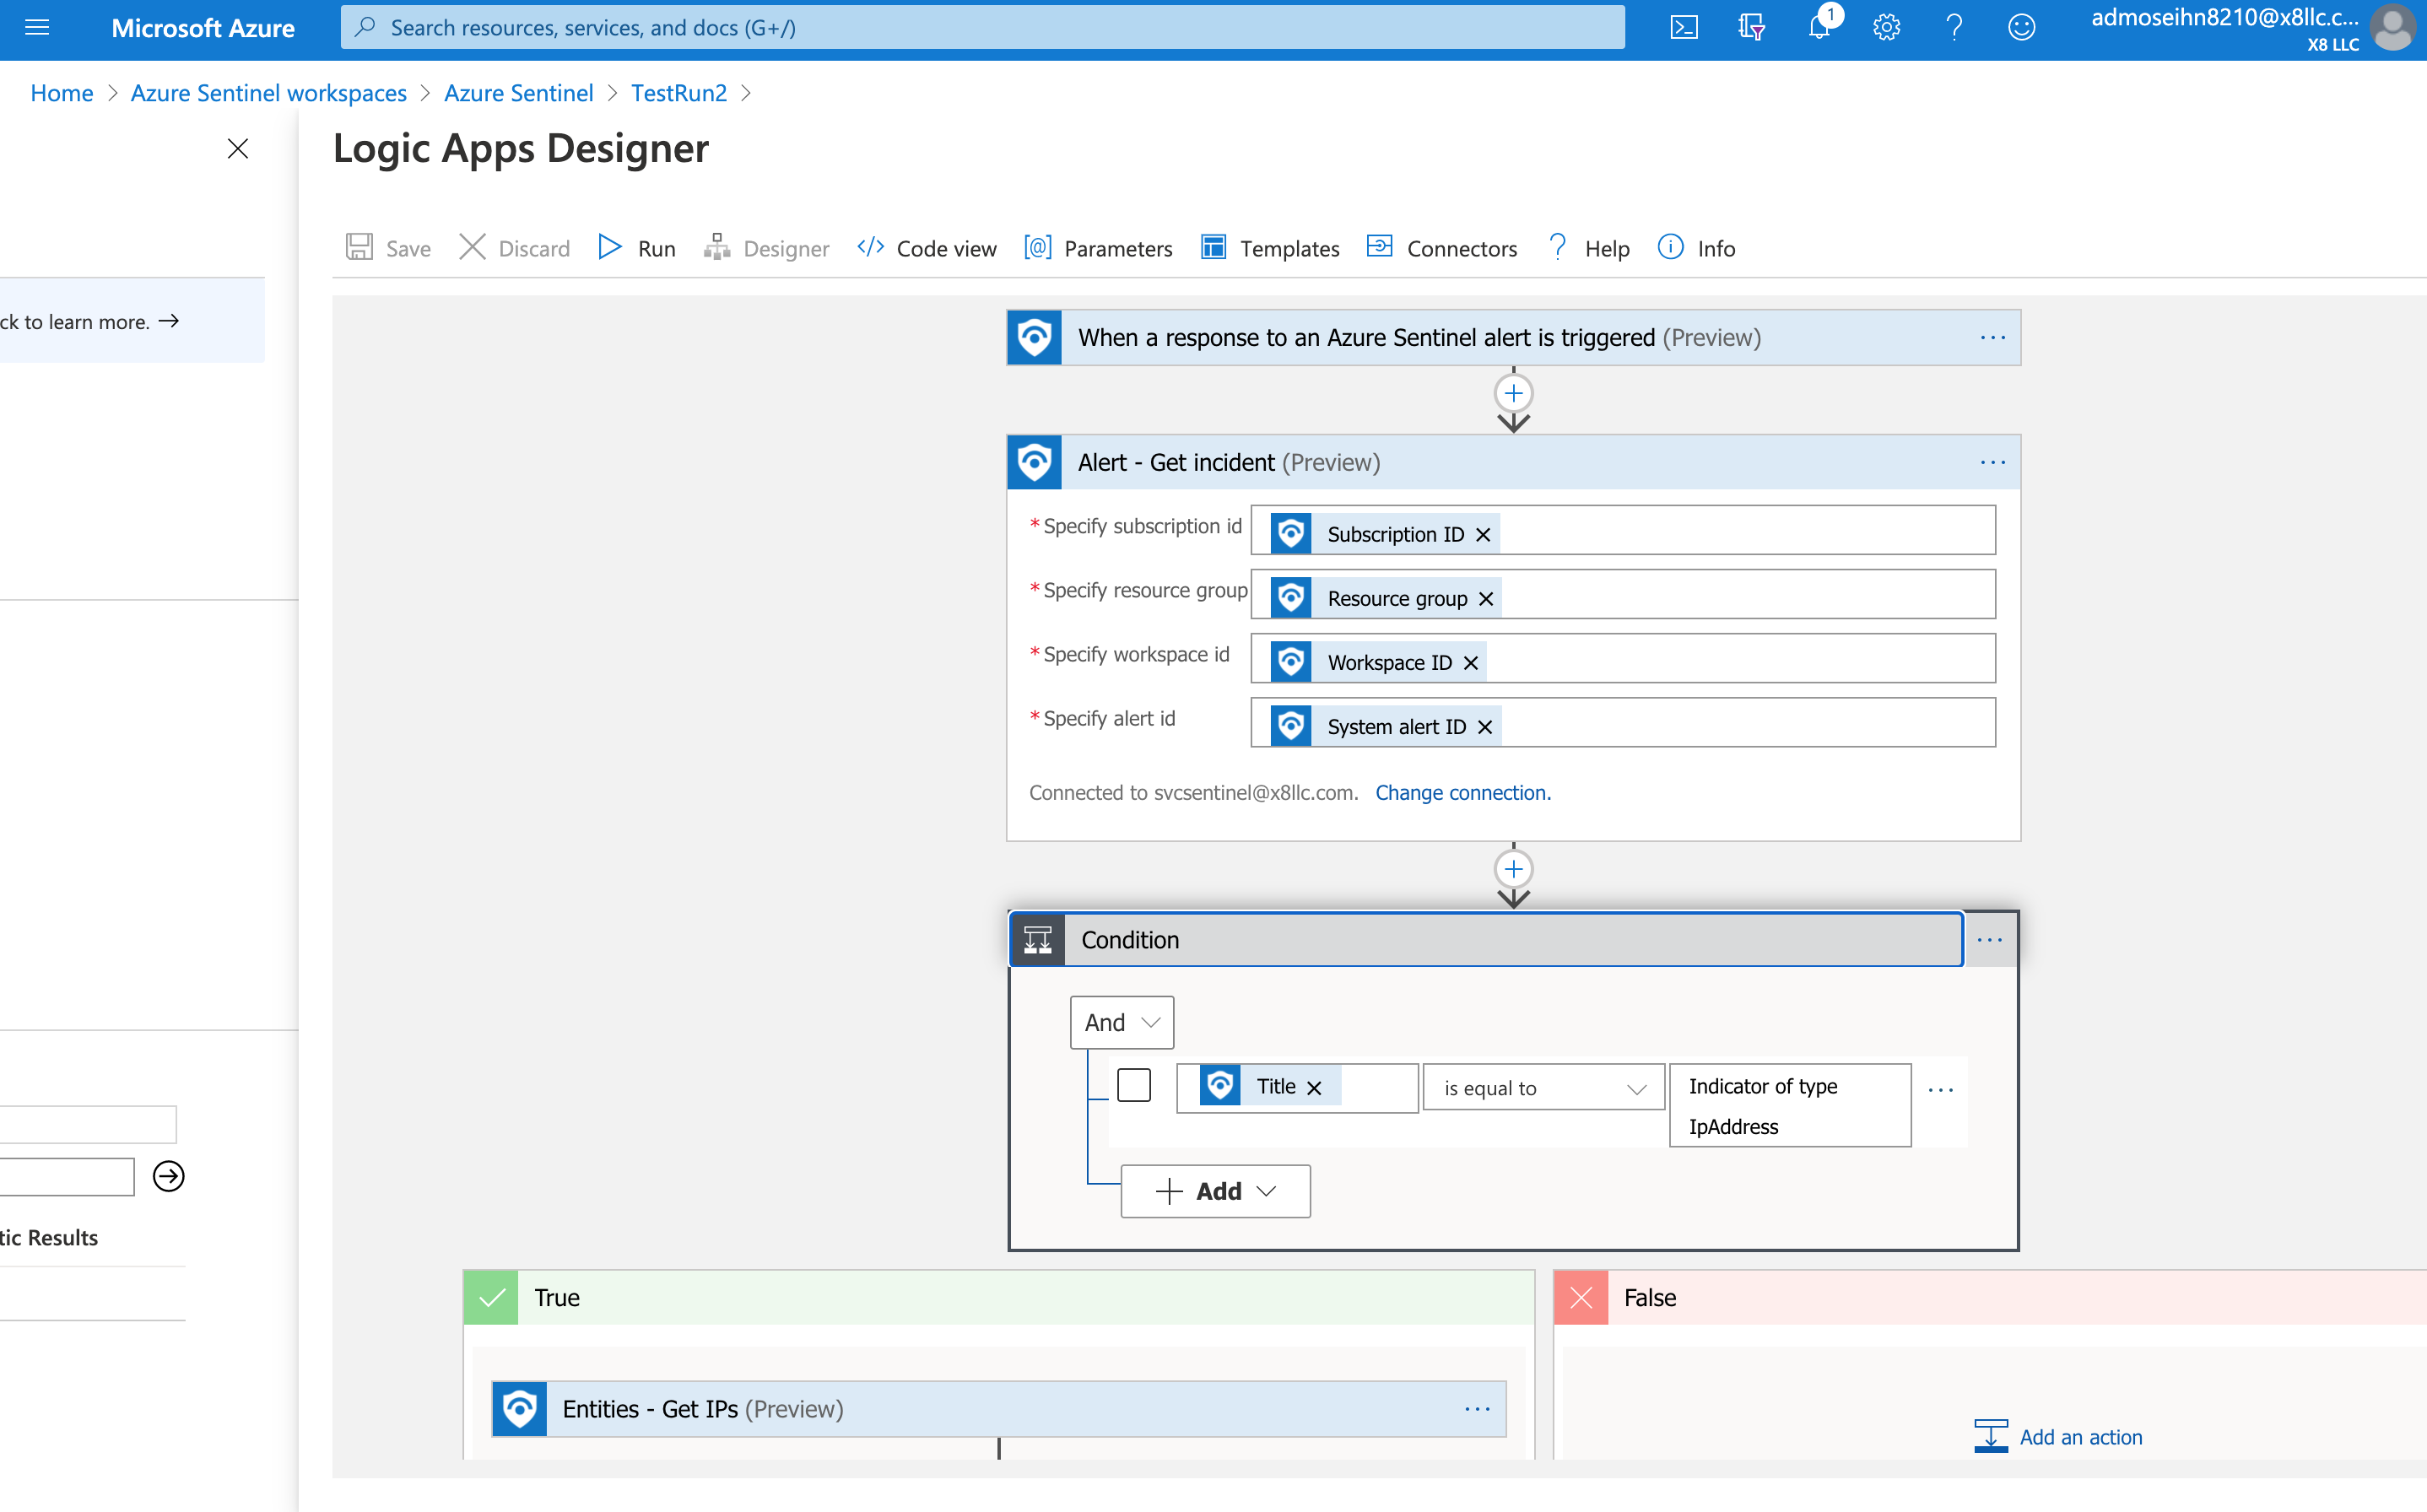 Microsoft Azure
Search resources, services, and docs (G+/)
1
admoseihn8210@x8llc.c...
X8 LLC
Home > Azure Sentinel workspaces > Azure Sentinel > TestRun2 >
Logic Apps Designer
Save Discard Run Designer </> Code view [@] Parameters Templates Connectors ? Help Info
ck to learn more. →
When a response to an Azure Sentinel alert is triggered (Preview) ...
Alert - Get incident (Preview) ...
* Specify subscription id Subscription ID ×
* Specify resource group Resource group ×
* Specify workspace id Workspace ID ×
* Specify alert id System alert ID ×
Connected to svcsentinel@x8llc.com. Change connection.
Condition ...
And
Title × is equal to Indicator of type
IpAddress
...
+ Add
tic Results
True
False
Entities - Get IPs (Preview) ...
Add an action